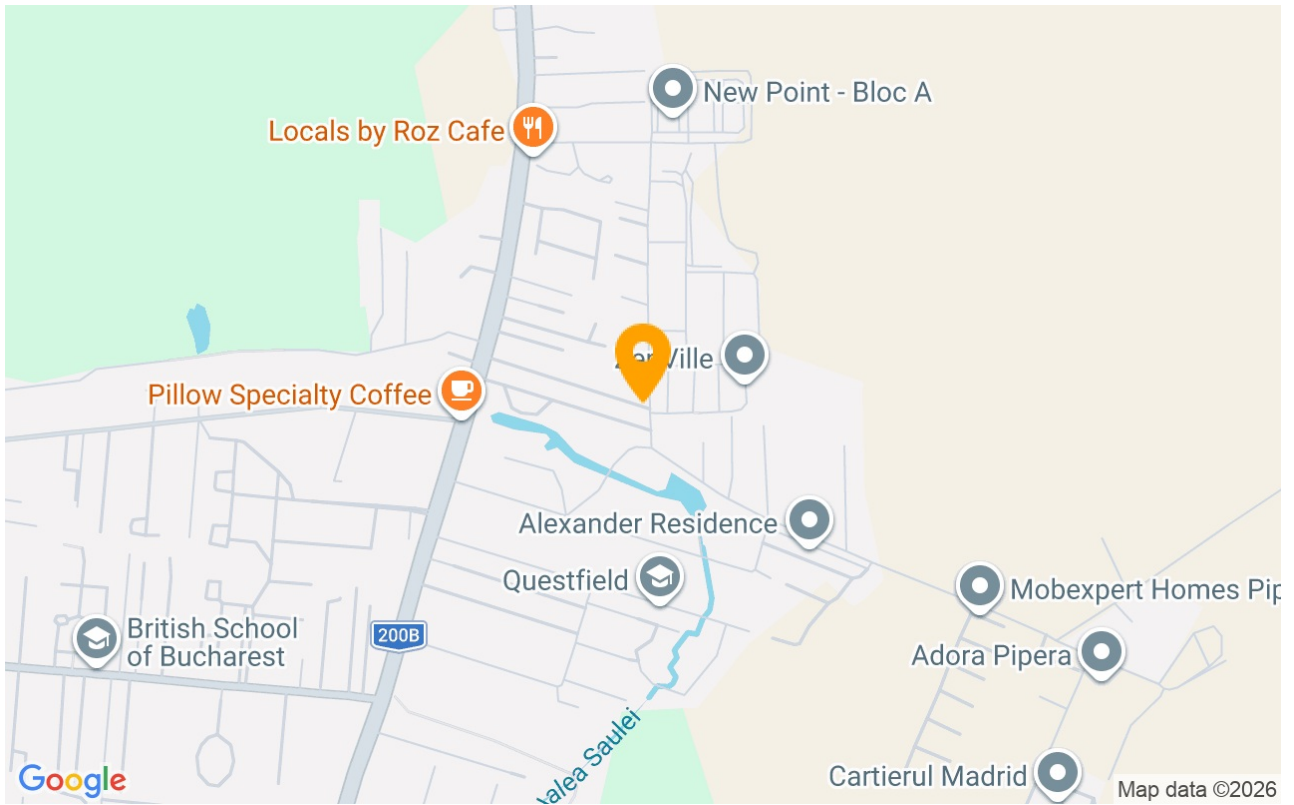 New Point - Bloc A
Locals by Roz Cafe
Ville
Pillow Specialty Coffee
Alexander Residence
Questfield
Mobexpert Homes Pip
British School
of Bucharest
200B
Adora Pipera
alea Saulei
Cartierul Madrid
Google
Map data ©2026